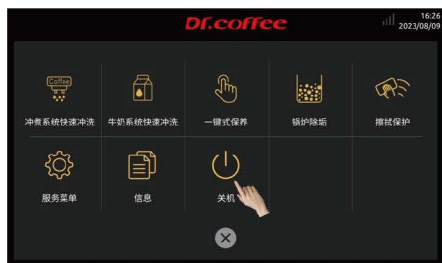 Dr.coffee
16:26
2023/08/09
Coffee
冲煮系统快速冲洗
牛奶系统快速冲洗
一键式保养
锅炉除垢
擦拭保护
服务菜单
信息
关机